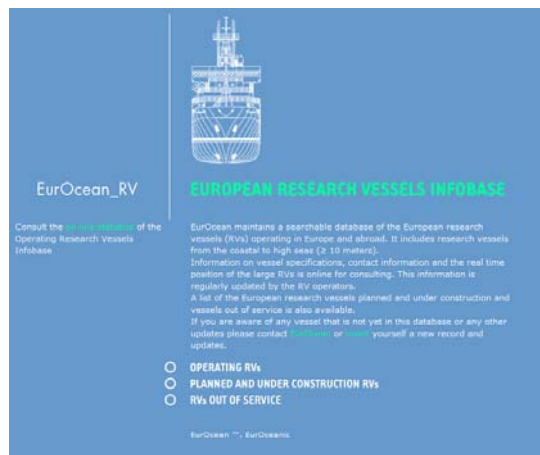 EurOcean_RV
EUROPEAN RESEARCH VESSELS INFOBASE
Consult the on-line statistics of the
Operating Research Vessels
Infobase
EurOcean maintains a searchable database of the European research
vessels (RVs) operating in Europe and abroad. It includes research vessels
from the coastal to high seas (≥ 10 meters).
Information on vessel specifications, contact information and the real time
position of the large RVs is online for consulting. This information is
regularly updated by the RV operators.
A list of the European research vessels planned and under construction and
vessels out of service is also available.
If you are aware of any vessel that is not yet in this database or any other
updates please contact EurOcean or insert yourself a new record and
updates.
OPERATING RVs
PLANNED AND UNDER CONSTRUCTION RVs
RVs OUT OF SERVICE
EurOcean ™, EurOceanic